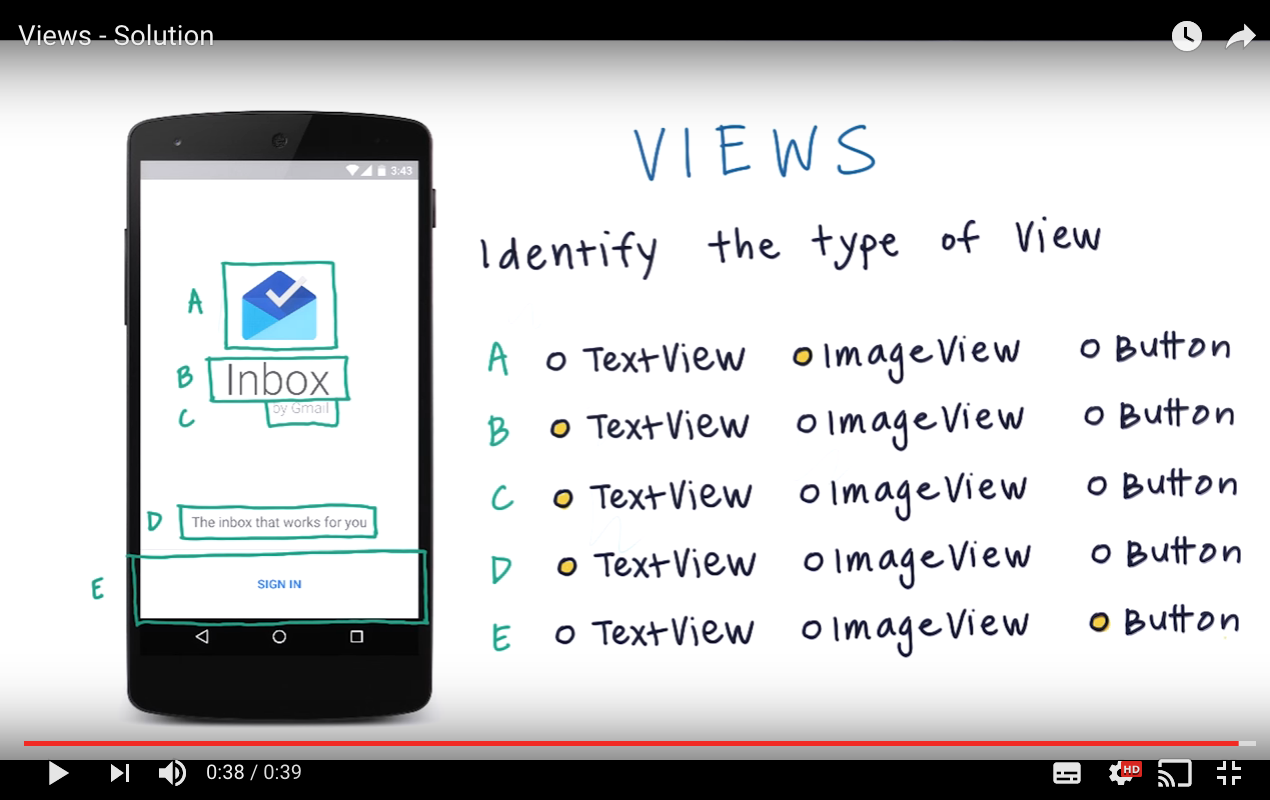 Views - Solution
VIEWS
Identify the type of View
3:43
A
B
Inbox
C
by Gmail
D
The inbox that works for you
E
SIGN IN
A TextView ImageView Button
B TextView ImageView Button
C TextView ImageView Button
D TextView ImageView Button
E TextView ImageView Button
0:38 / 0:39
HD